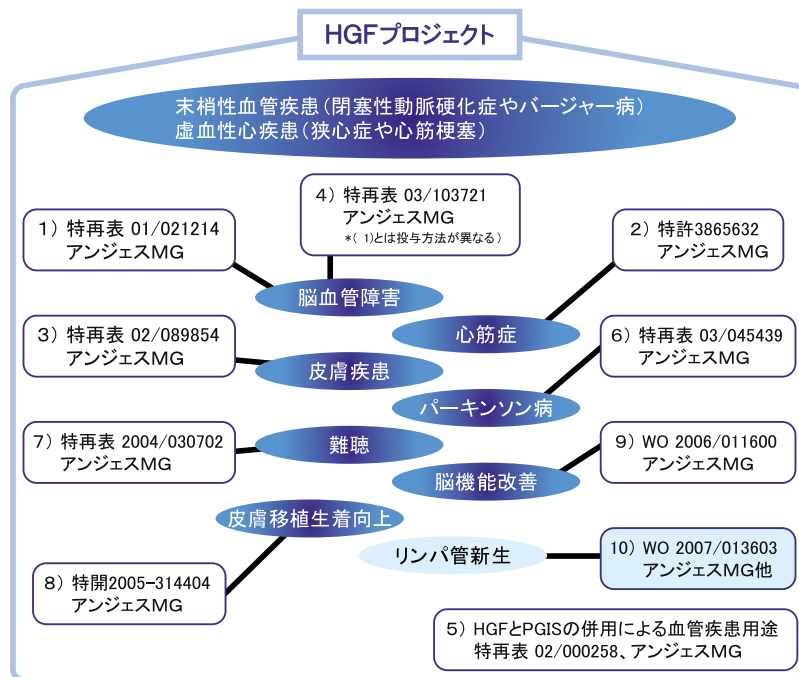 HGFプロジェクト
末梢性血管疾患（閉塞性動脈硬化症やバージャー病）
虚血性心疾患（狭心症や心筋梗塞）
4）特再表 03/103721
アンジェスMG
*( 1)とは投与方法が異なる）
1）特再表 01/021214
アンジェスMG
2）特許3865632
アンジェスMG
脳血管障害
心筋症
3）特再表 02/089854
アンジェスMG
6）特再表 03/045439
アンジェスMG
皮膚疾患
パーキンソン病
7）特再表 2004/030702
アンジェスMG
難聴
9）WO 2006/011600
アンジェスMG
脳機能改善
皮膚移植生着向上
リンパ管新生
10）WO 2007/013603
アンジェスMG他
8）特開2005-314404
アンジェスMG
5）HGFとPGISの併用による血管疾患用途
特再表 02/000258、アンジェスMG